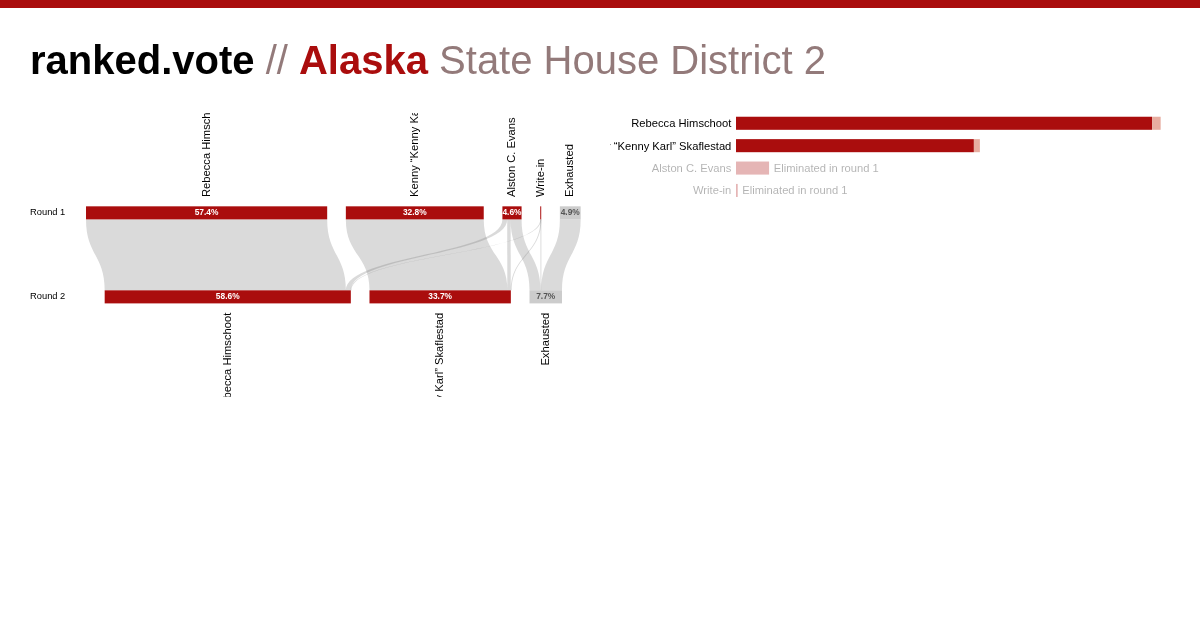 ranked.vote // Alaska State House District 2
Rebecca Himsch
Kenny “Kenny Ka
Alston C. Evans
Write-in
Exhausted
Round 1
57.4%
32.8%
4.6%
4.9%
Round 2
58.6%
33.7%
7.7%
becca Himschoot
Karl” Skaflestad
Exhausted
Rebecca Himschoot
“Kenny Karl” Skaflestad
Alston C. Evans Eliminated in round 1
Write-in Eliminated in round 1